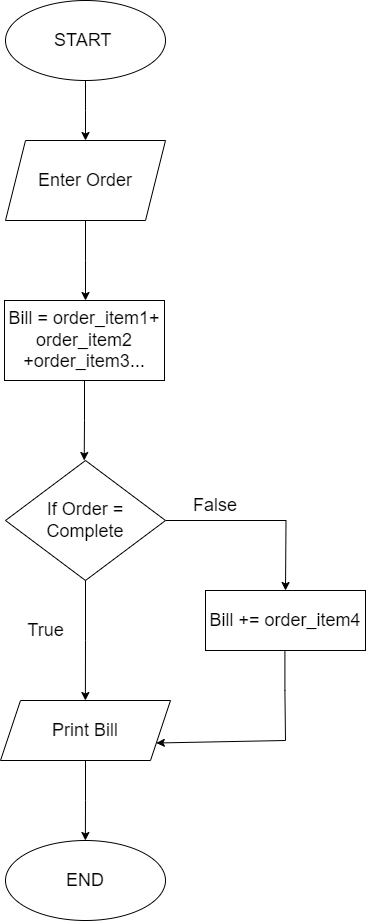 START
Enter Order
Bill = order_item1+
order_item2
+order_item3...
If Order =
Complete
False
Bill += order_item4
True
Print Bill
END